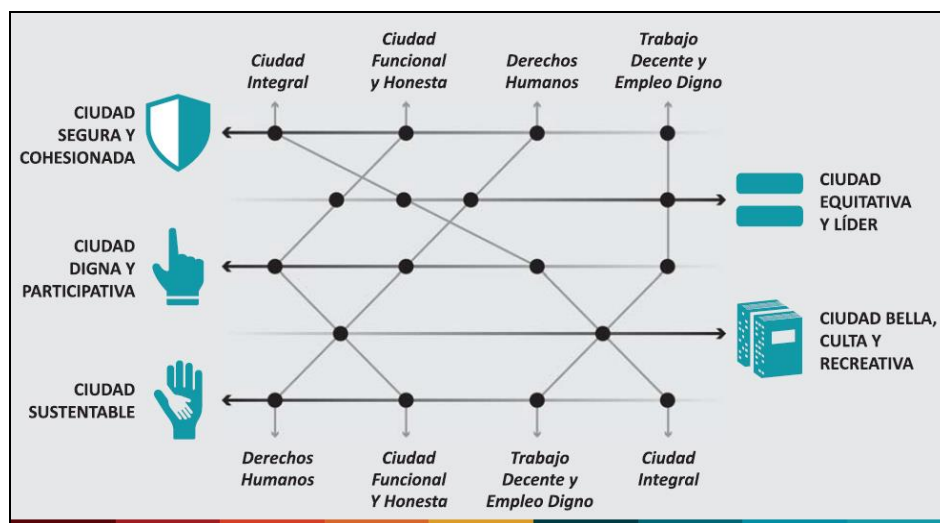 Ciudad
Integral
Ciudad
Funcional
y Honesta
Derechos
Humanos
Trabajo
Decente y
Empleo Digno
CIUDAD
SEGURA Y
COHESIONADA
CIUDAD
EQUITATIVA
Y LÍDER
CIUDAD
DIGNA Y
PARTICIPATIVA
CIUDAD BELLA,
CULTA Y
RECREATIVA
CIUDAD
SUSTENTABLE
Derechos
Humanos
Ciudad
Funcional
Y Honesta
Trabajo
Decente y
Empleo Digno
Ciudad
Integral